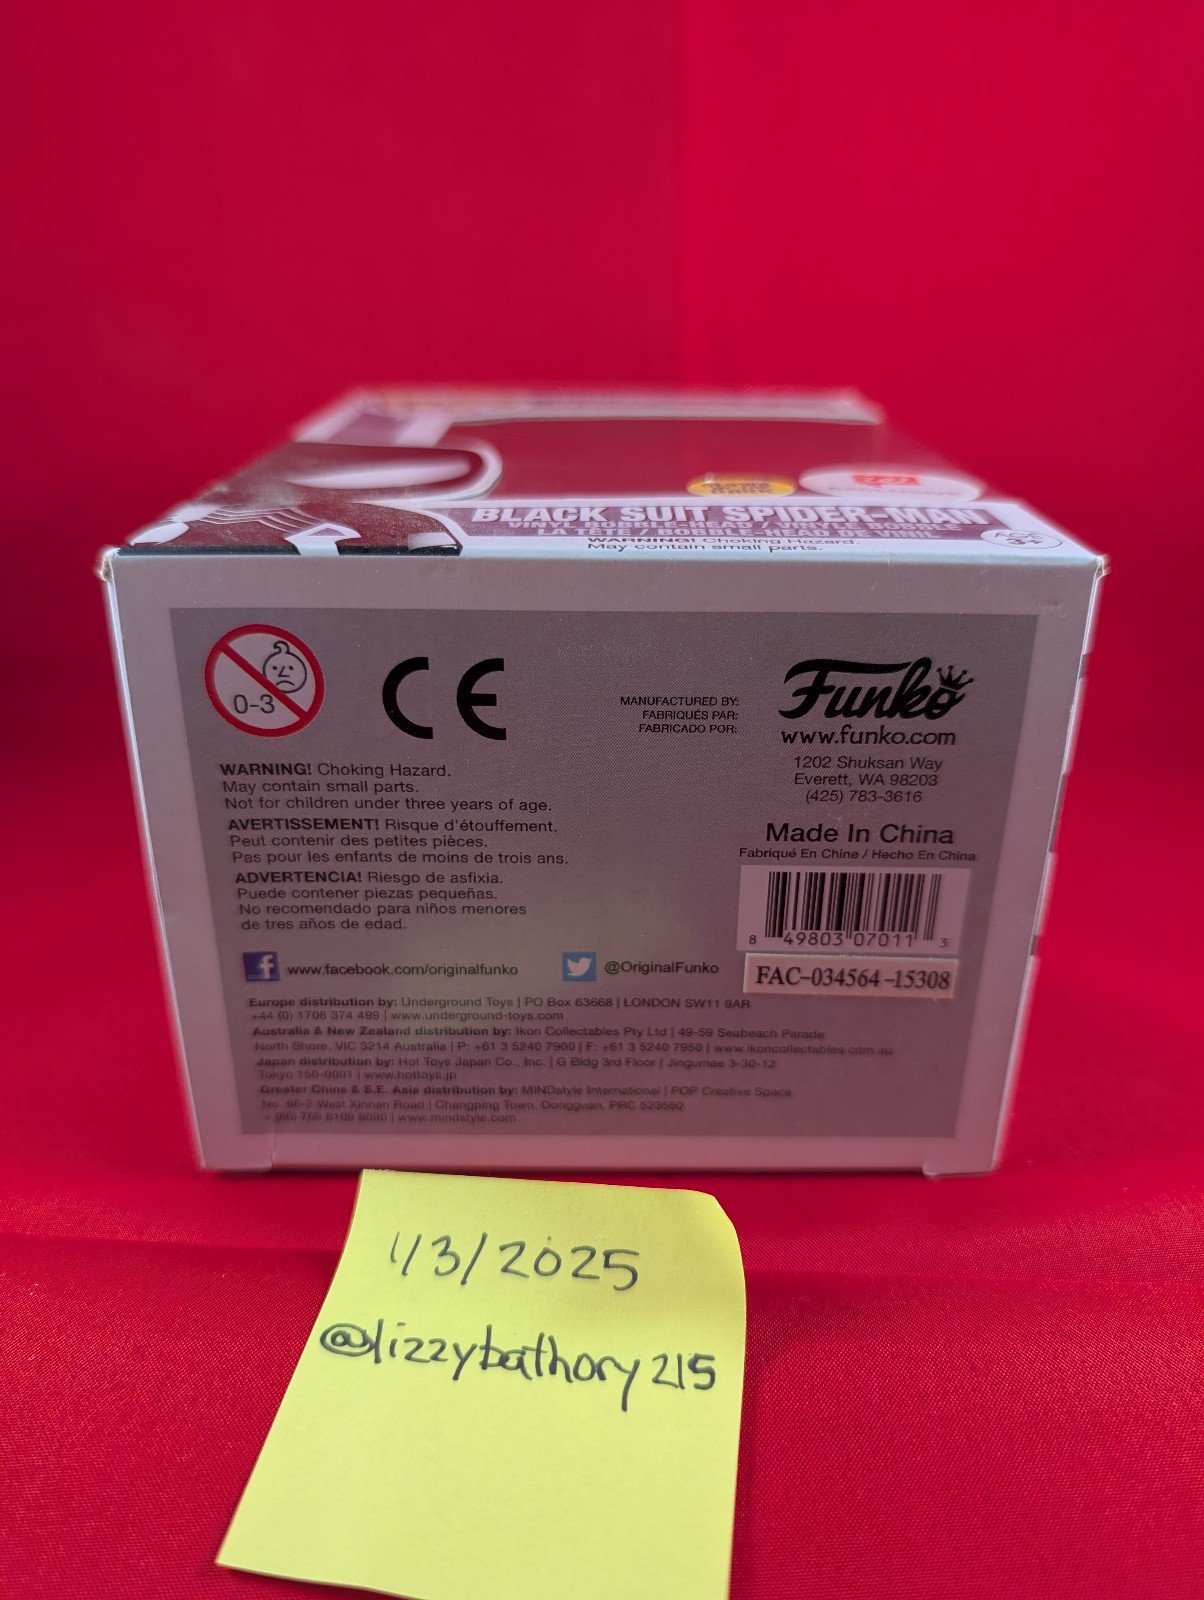 EXCLUSIVE
BLACK SUIT SPIDER-MAN
VINYL BOBBLE-HEAD / VINYLE BOBBLE
LA TÊTE / BOBBLE-HEAD DE VINIL
WARNING! Choking Hazard.
May contain small parts.
0-3
CE
MANUFACTURED BY:
FABRIQUÉS PAR:
FABRICADO POR:
Funko
www.funko.com
1202 Shuksan Way
Everett, WA 98203
(425) 783-3616
Made In China
Fabriqué En Chine / Hecho En China
WARNING! Choking Hazard.
May contain small parts.
Not for children under three years of age.
AVERTISSEMENT! Risque d'étouffement.
Peut contenir des petites pièces.
Pas pour les enfants de moins de trois ans.
ADVERTENCIA! Riesgo de asfixia.
Puede contener piezas pequeñas.
No recomendado para niños menores
de tres años de edad.
8 49803 07011 3
FAC-034564-15308
f www.facebook.com/originalfunko
@OriginalFunko
Europe distribution by: Underground Toys | PO Box 63668 | LONDON SW11 9AR
+44 (0) 1708 374 499 | www.underground-toys.com
Australia & New Zealand distribution by: Ikon Collectables Pty Ltd | 49-59 Seabeach Parade
North Shore, VIC 3214 Australia | P: +61 3 5240 7900 | F: +61 3 5240 7950 | www.ikoncollectables.com.au
Japan distribution by: Hot Toys Japan Co., Inc. | G Bldg 3rd Floor | Jingumae 3-30-12
Tokyo 150-0001 | www.hottoys.jp
Greater China & S.E. Asia distribution by: MINDstyle International | POP Creative Space
No. 66-2 West Xinnan Road | Changping Town, Dongguan, PRC 523560
www.mindstyle.com
1/3/2025
@lizzybathory215